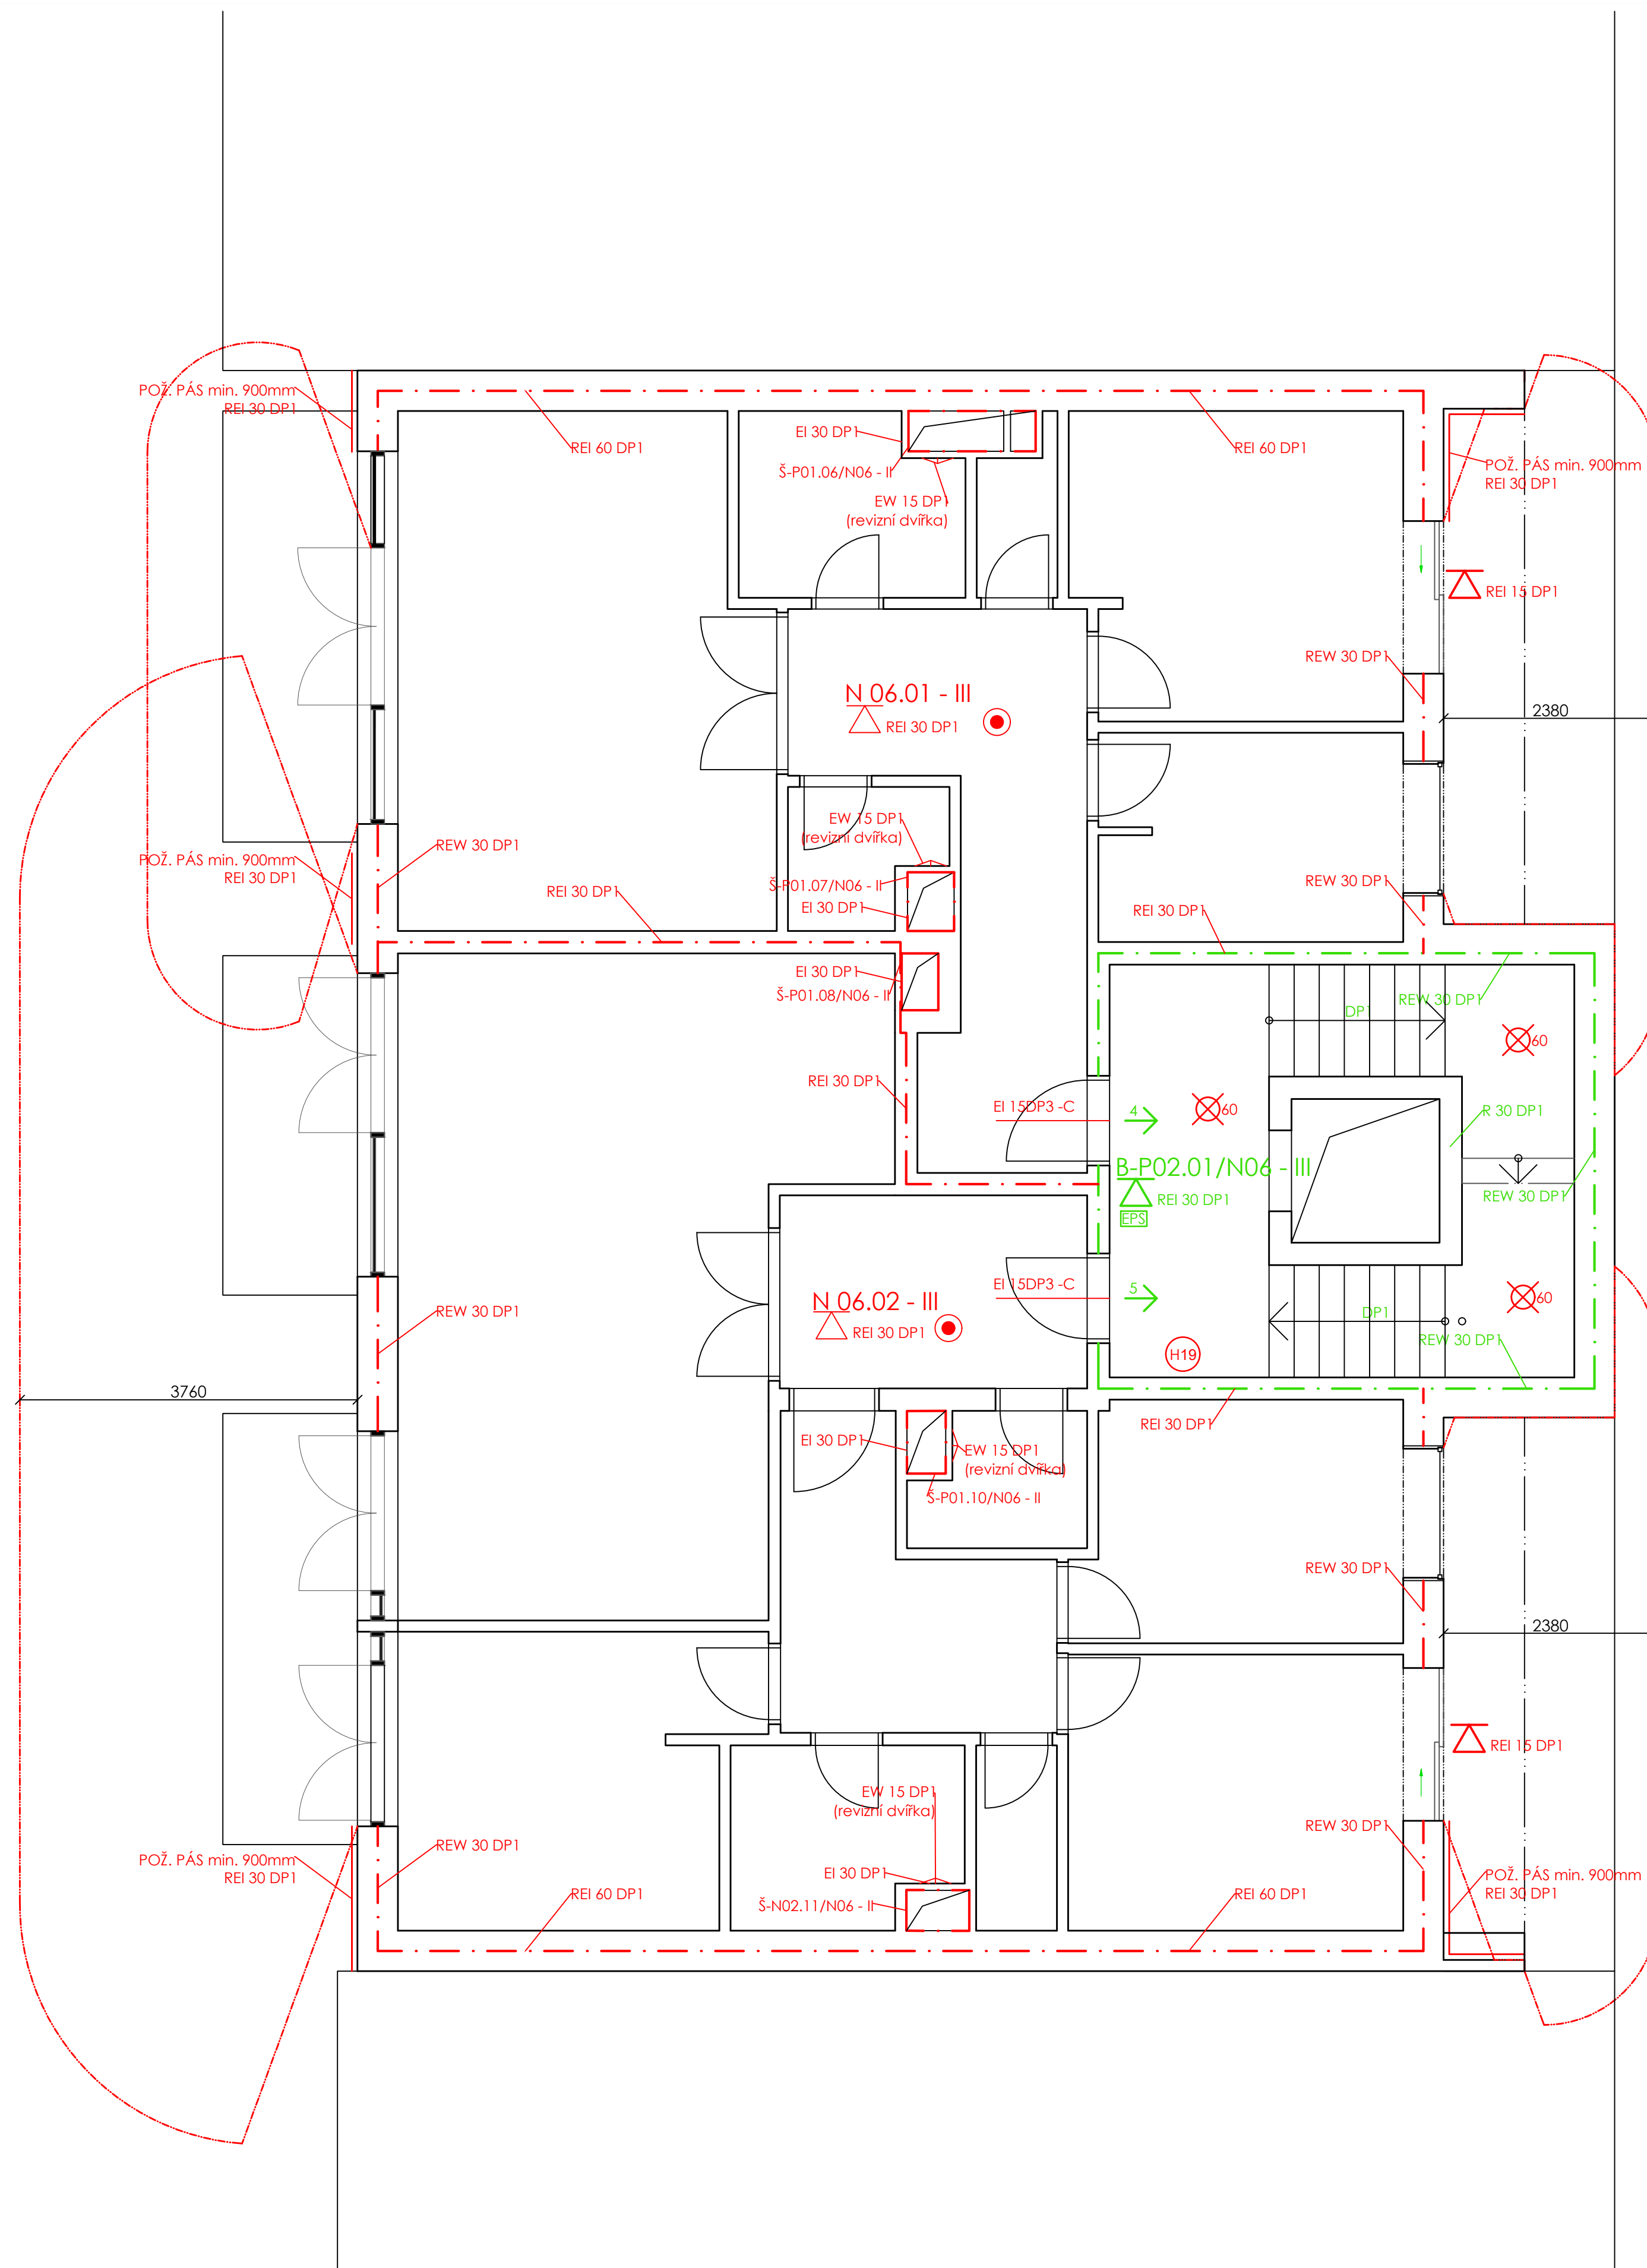 POŽ. PÁS min. 900mm
REI 30 DP1
REI 60 DP1
EI 30 DP1
Š-P01.06/N06 - II
EW 15 DP1
(revizní dvířka)
REI 60 DP1
POŽ. PÁS min. 900mm
REI 30 DP1
REI 15 DP1
REW 30 DP1
N 06.01 - III
REI 30 DP1
2380
EW 15 DP1
(revizní dvířka)
POŽ. PÁS min. 900mm
REI 30 DP1
REW 30 DP1
REI 30 DP1
Š-P01.07/N06 - II
EI 30 DP1
REW 30 DP1
REI 30 DP1
EI 30 DP1
Š-P01.08/N06 - II
REW 30 DP1
DP1
60
REI 30 DP1
EI 15DP3 -C
4
60
R 30 DP1
B-P02.01/N06 - III
REI 30 DP1
EPS
REW 30 DP1
EI 15DP3 -C
5
60
N 06.02 - III
REI 30 DP1
REW 30 DP1
DP1
REW 30 DP1
H19
3760
REI 30 DP1
EI 30 DP1
EW 15 DP1
(revizní dvířka)
Š-P01.10/N06 - II
REW 30 DP1
2380
REI 15 DP1
EW 15 DP1
(revizní dvířka)
REW 30 DP1
REW 30 DP1
POŽ. PÁS min. 900mm
REI 30 DP1
EI 30 DP1
POŽ. PÁS min. 900mm
REI 30 DP1
REI 60 DP1
Š-N02.11/N06 - II
REI 60 DP1